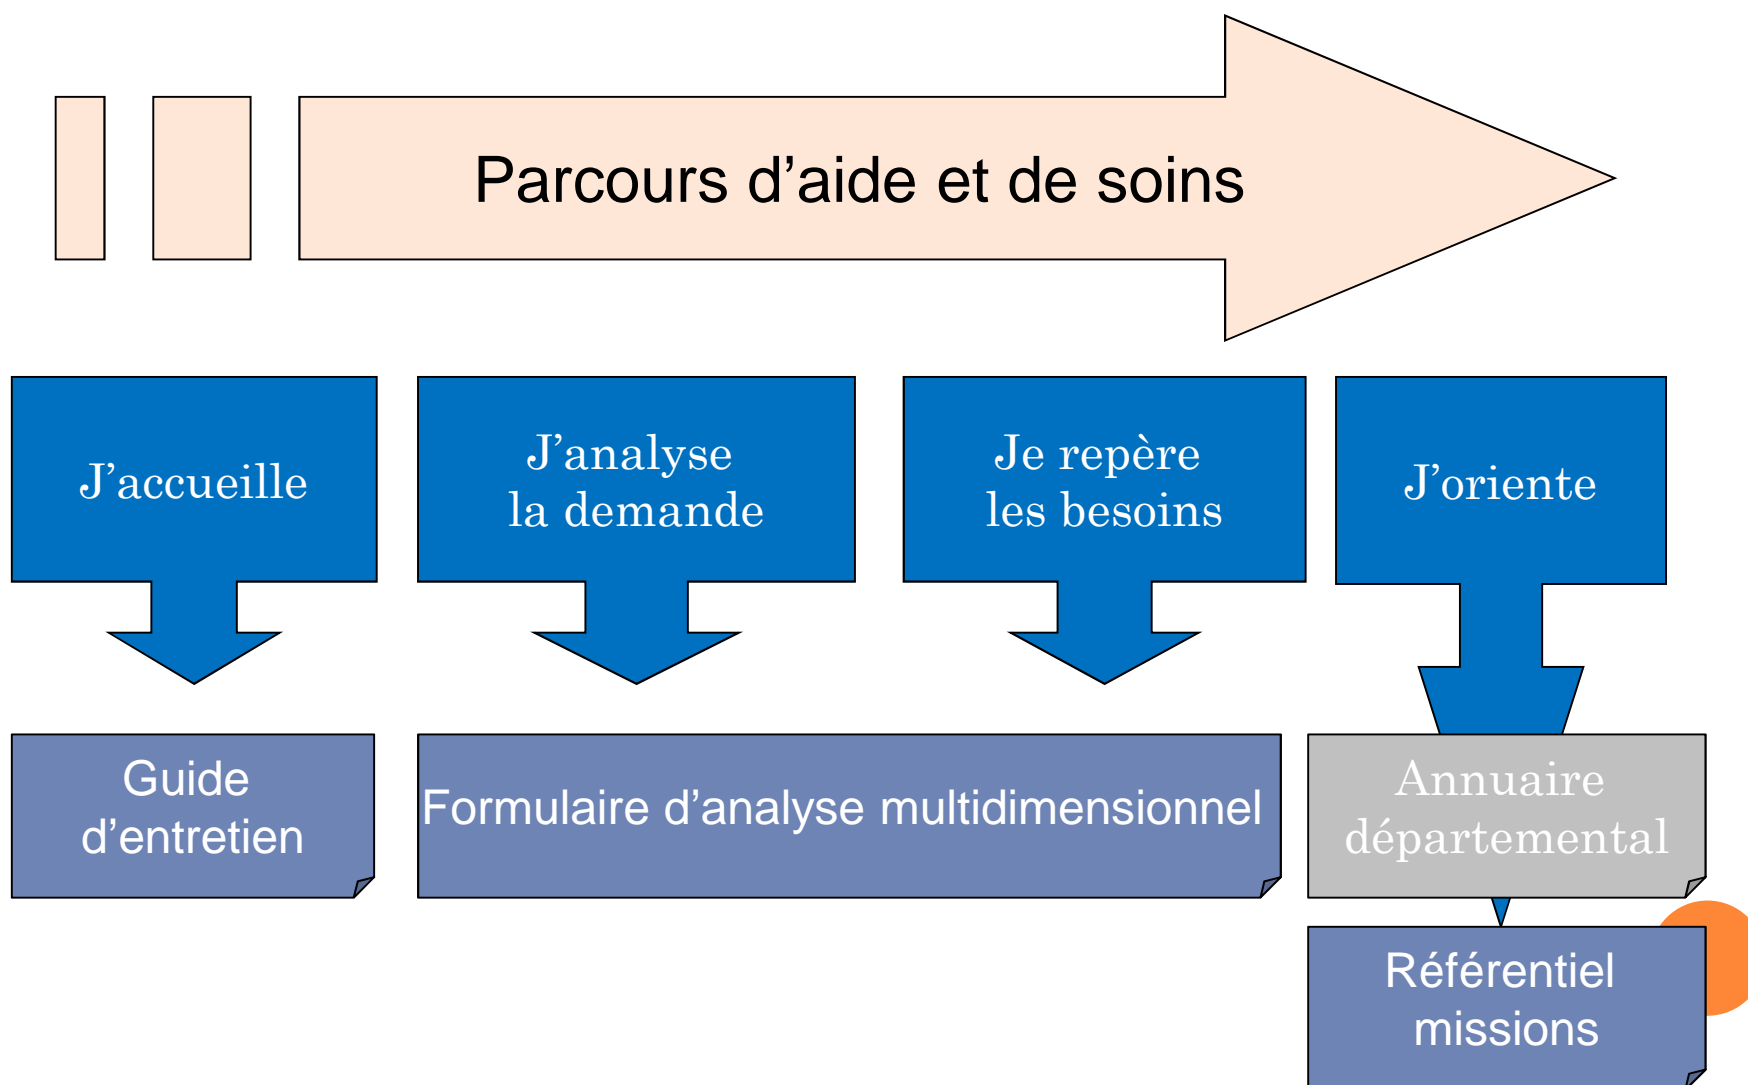 Parcours d’aide et de soins
J’accueille
J’analyse
la demande
Je repère
les besoins
J’oriente
Guide
d’entretien
Formulaire d’analyse multidimensionnel
Annuaire
départemental
Référentiel
missions